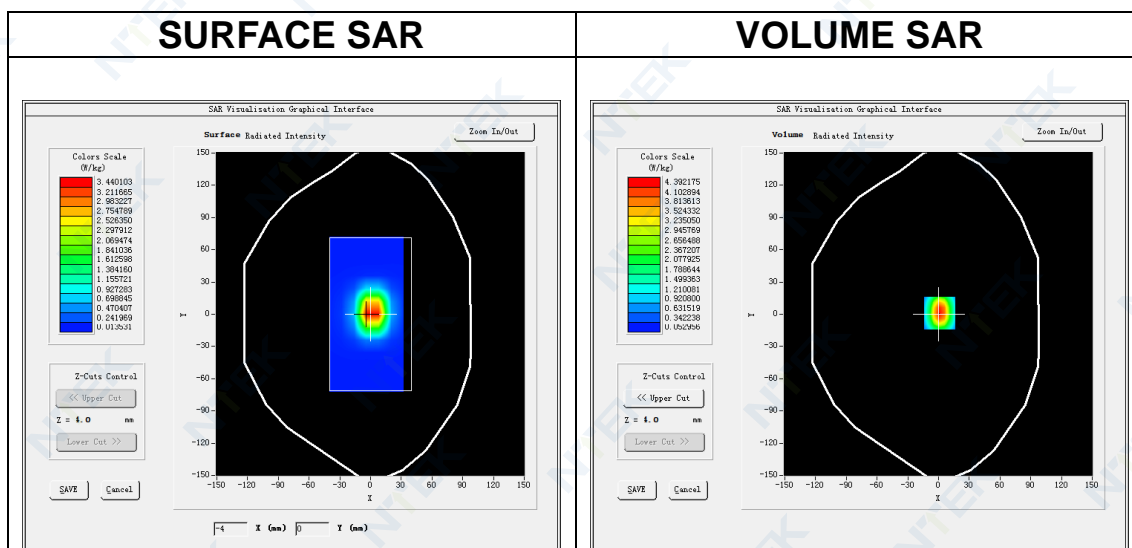 SURFACE SAR
VOLUME SAR
SAR Visualisation Graphical Interface
Surface Radiated Intensity
Zoom In/Out
Colors Scale
(W/kg)
3.440103
3.211665
2.983227
2.754789
2.526350
2.297912
2.069474
1.841036
1.612598
1.384160
1.155721
0.927283
0.698845
0.470407
0.241969
0.013531
Z-Cuts Control
<< Upper Cut
Z = 4.0 mm
Lower Cut >>
SAVE
Cancel
150
120
90
60
30
0
-30
-60
-90
-120
-150
Y
-150 -120 -90 -60 -30 0 30 60 90 120 150
X
-4 X (mm) 0 Y (mm)
SAR Visualisation Graphical Interface
Volume Radiated Intensity
Zoom In/Out
Colors Scale
(W/kg)
4.392175
4.102894
3.813613
3.524332
3.235050
2.945769
2.656488
2.367207
2.077925
1.788644
1.499363
1.210081
0.920800
0.631519
0.342238
0.052956
Z-Cuts Control
<< Upper Cut
Z = 4.0 mm
Lower Cut >>
SAVE
Cancel
150
120
90
60
30
0
-30
-60
-90
-120
-150
Y
-150 -120 -90 -60 -30 0 30 60 90 120 150
X
NTEK